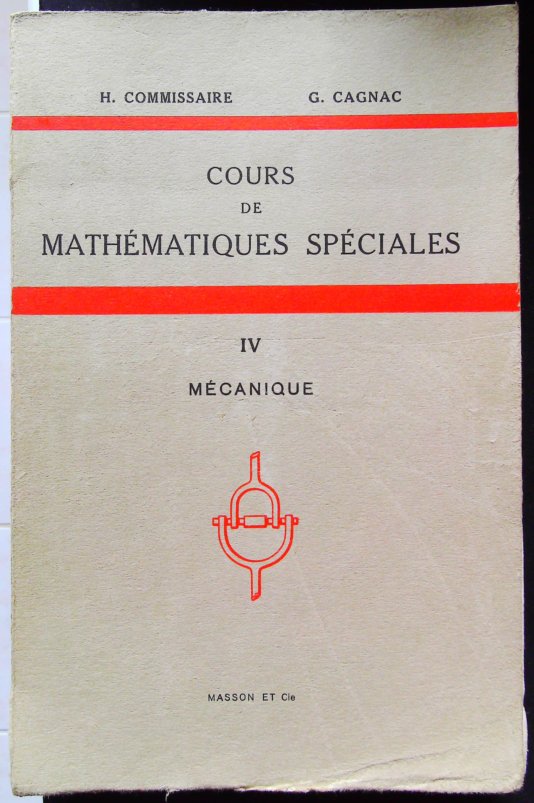 H. COMMISSAIRE G. CAGNAC
COURS
DE
MATHÉMATIQUES SPÉCIALES
IV
MÉCANIQUE
MASSON ET Cie